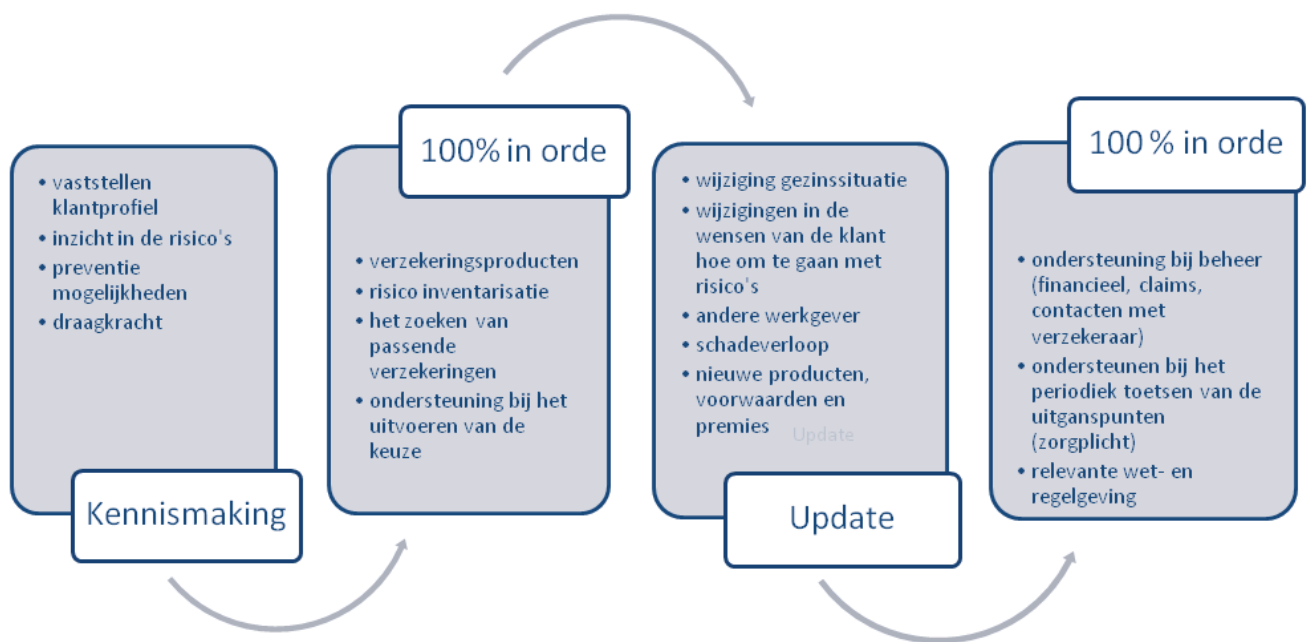 • vaststellen
klantprofiel
• inzicht in de risico's
• preventie
mogelijkheden
• draagkracht
Kennismaking
100% in orde
• verzekeringsproducten
• risico inventarisatie
• het zoeken van
passende
verzekeringen
• ondersteuning bij het
uitvoeren van de
keuze
• wijziging gezinssituatie
• wijzigingen in de
wensen van de klant
hoe om te gaan met
risico's
• andere werkgever
• schadeverloop
• nieuwe producten,
voorwaarden en
premies
Update
Update
100 % in orde
• ondersteuning bij beheer
(financieel, claims,
contacten met
verzekeraar)
• ondersteunen bij het
periodiek toetsen van de
uitganspunten
(zorgplicht)
• relevante wet- en
regelgeving